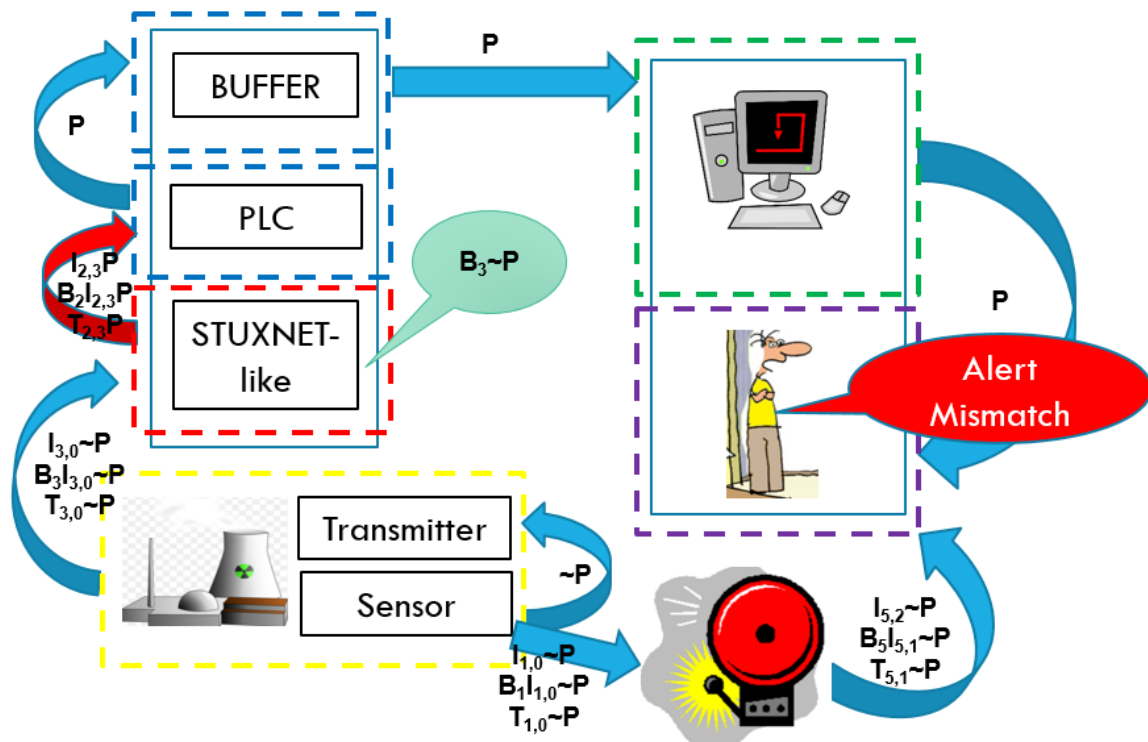 P
BUFFER
P
PLC
I₂,₃P
B₂I₂,₃P
T₂,₃P
B₃~P
STUXNET-
like
P
Alert
Mismatch
I₃,₀~P
B₃I₃,₀~P
T₃,₀~P
Transmitter
~P
Sensor
I₁,₀~P
B₁I₁,₀~P
T₁,₀~P
I₅,₂~P
B₅I₅,₁~P
T₅,₁~P